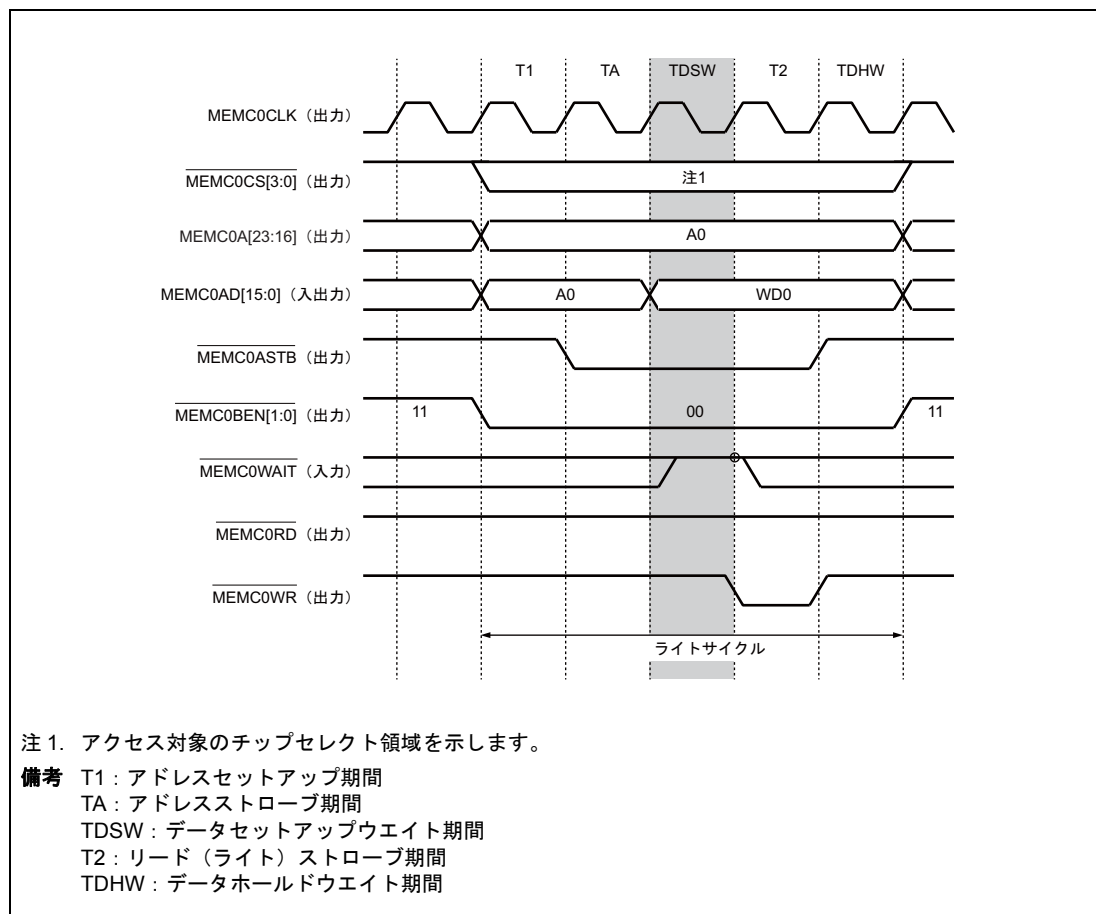 T1 TA TDSW T2 TDHW
MEMC0CLK（出力）
MEMC0CS[3:0]（出力） 注1
MEMC0A[23:16]（出力） A0
MEMC0AD[15:0]（入出力） A0 WD0
MEMC0ASTB（出力）
MEMC0BEN[1:0]（出力） 11 00 11
MEMC0WAIT（入力）
MEMC0RD（出力）
MEMC0WR（出力）
ライトサイクル
注 1. アクセス対象のチップセレクト領域を示します。
備考 T1：アドレスセットアップ期間
TA：アドレスストローブ期間
TDSW：データセットアップウエイト期間
T2：リード（ライト）ストローブ期間
TDHW：データホールドウエイト期間